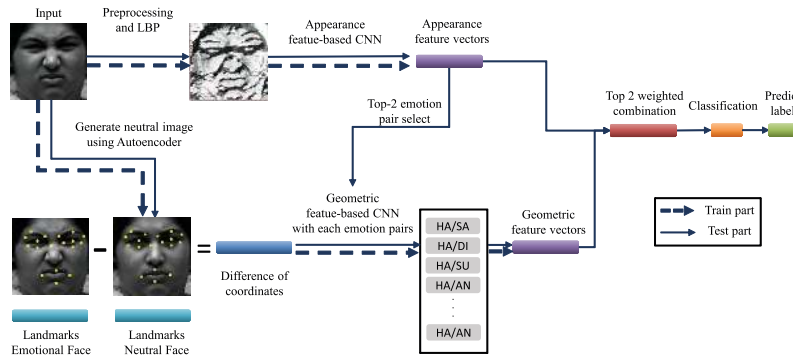 Input
Preprocessing
and LBP
Appearance
featue-based CNN
Appearance
feature vectors
Top-2 emotion
pair select
Generate neutral image
using Autoencoder
Top 2 weighted
combination
Classification
Predic
label
Geometric
featue-based CNN
with each emotion pairs
HA/SA
HA/DI
HA/SU
HA/AN
HA/AN
Geometric
feature vectors
Train part
Test part
Difference of
coordinates
Landmarks
Emotional Face
Landmarks
Neutral Face